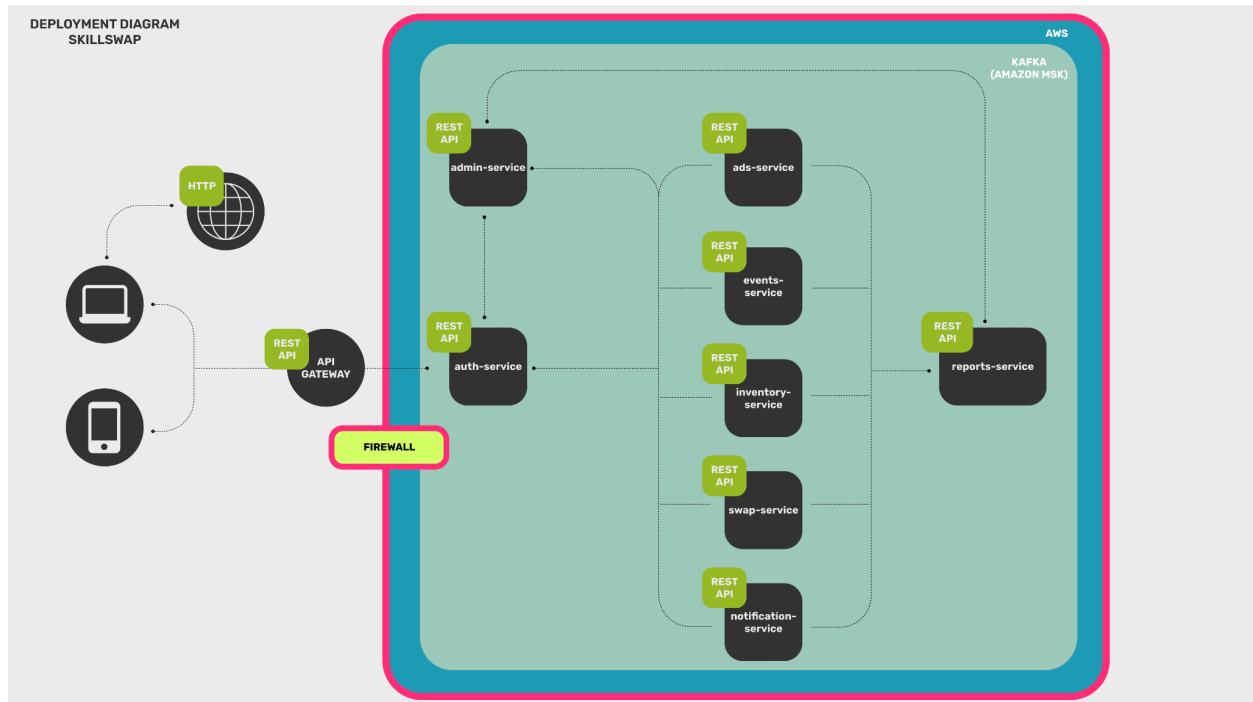 DEPLOYMENT DIAGRAM
SKILLSWAP
AWS
KAFKA
(AMAZON MSK)
REST
API
admin-service
REST
API
ads-service
HTTP
REST
API
events-
service
REST
API
API
GATEWAY
REST
API
auth-service
REST
API
inventory-
service
REST
API
reports-service
FIREWALL
REST
API
swap-service
REST
API
notification-
service